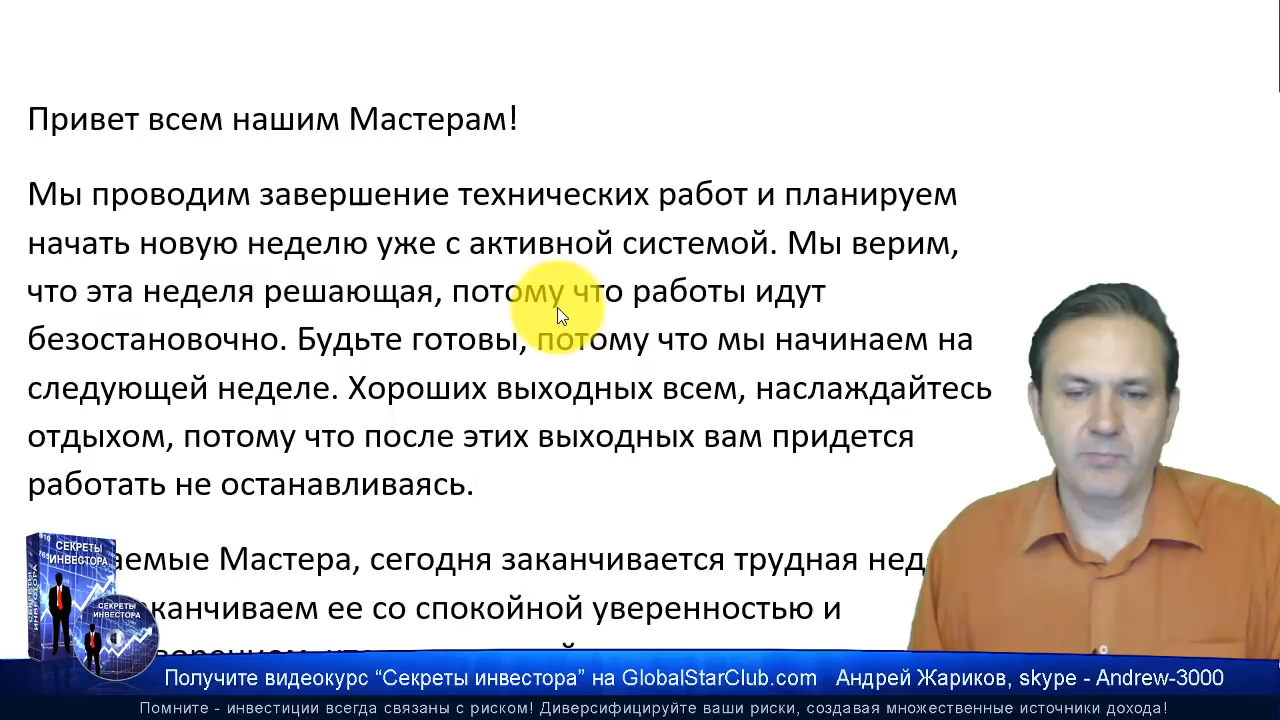 Привет всем нашим Мастерам!
Мы проводим завершение технических работ и планируем
начать новую неделю уже с активной системой. Мы верим,
что эта неделя решающая, потому что работы идут
безостановочно. Будьте готовы, потому что мы начинаем на
следующей неделе. Хороших выходных всем, наслаждайтесь
отдыхом, потому что после этих выходных вам придется
работать не останавливаясь.
аемые Мастера, сегодня заканчивается трудная нед
канчиваем ее со спокойной уверенностью и
СЕКРЕТЫ
ИНВЕСТОРА
СЕКРЕТЫ
ИНВЕСТОРА
СЕКРЕТЫ
ИНВЕСТОРА
Получите видеокурс “Секреты инвестора” на GlobalStarClub.com Андрей Жариков, skype - Andrew-3000
Помните - инвестиции всегда связаны с риском! Диверсифицируйте ваши риски, создавая множественные источники дохода!